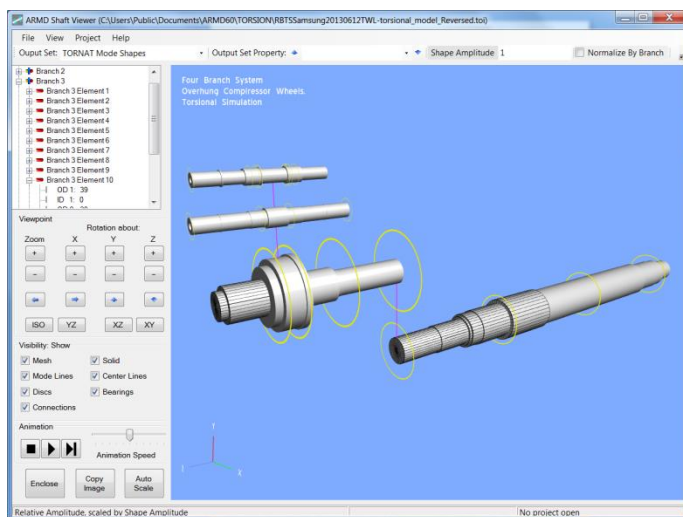 ARMD Shaft Viewer (C:\Users\Public\Documents\ARMD60\TORSION\RBTSSamsung20130612TWL-torsional_model_Reversed.toi)
File View Project Help
Ouput Set: TORNAT Mode Shapes Output Set Property: Shape Amplitude 1 Normalize By Branch
Branch 2
Branch 3
Branch 3 Element 1
Branch 3 Element 2
Branch 3 Element 3
Branch 3 Element 4
Branch 3 Element 5
Branch 3 Element 6
Branch 3 Element 7
Branch 3 Element 8
Branch 3 Element 9
Branch 3 Element 10
OD 1: 39
ID 1: 0
Four Branch System
Overhung Compressor Wheels.
Torsional Simulation
Viewpoint
Rotation about:
Zoom X Y Z
+ + + +
- - - -
ISO YZ XZ XY
Visibility: Show
Mesh Solid
Mode Lines Center Lines
Discs Bearings
Connections
Animation
Animation Speed
Enclose Copy Image Auto Scale
Y
X
Relative Amplitude, scaled by Shape Amplitude No project open